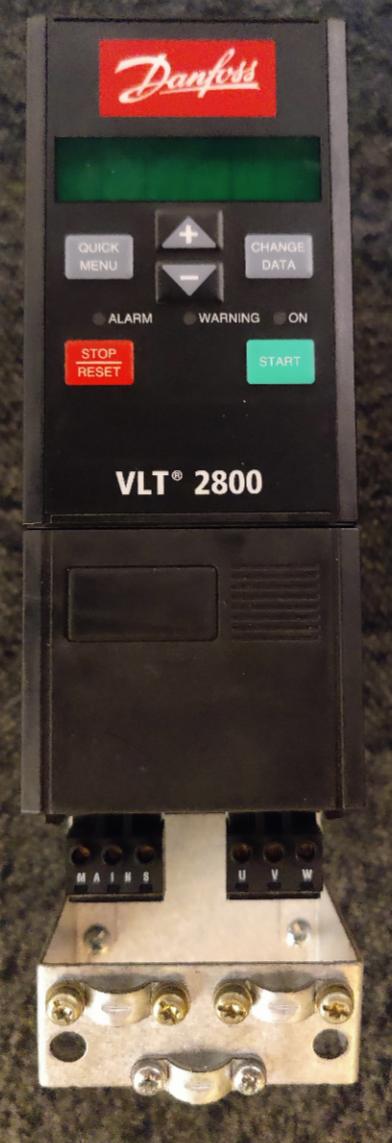 Danfoss
QUICK
MENU
+
-
CHANGE
DATA
ALARM
WARNING
ON
STOP
RESET
START
VLT® 2800
MAINS
U V W